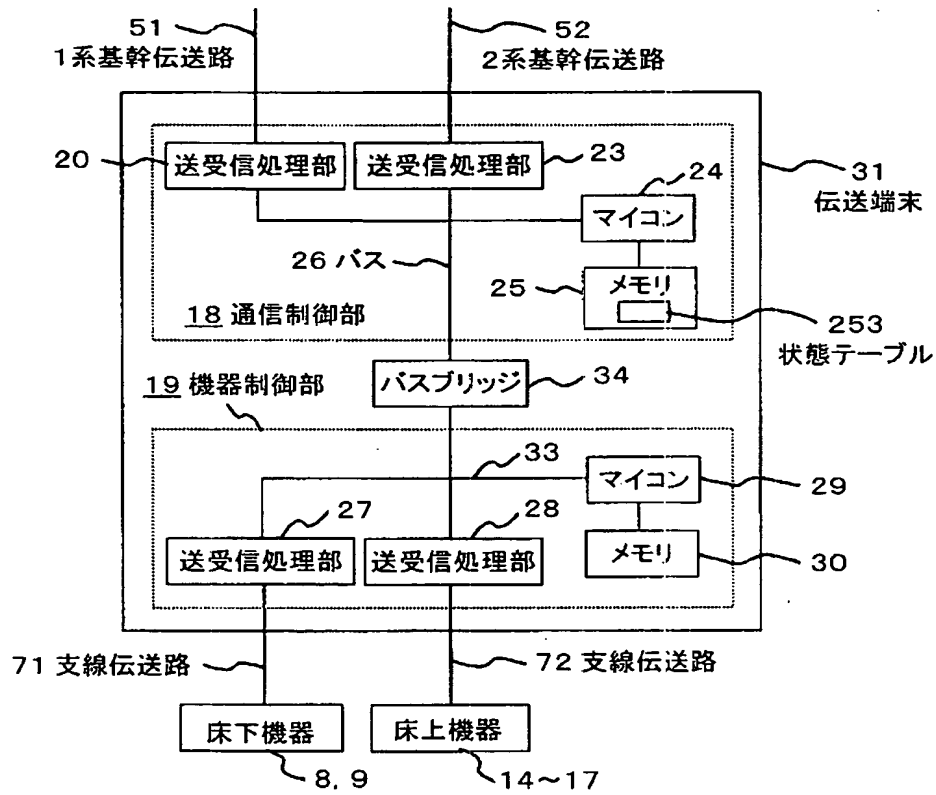 51
1系基幹伝送路
52
2系基幹伝送路
20
送受信処理部
送受信処理部
23
24
マイコン
31
伝送端末
26 バス
25
メモリ
18 通信制御部
253
状態テーブル
バスブリッジ
34
19 機器制御部
33
マイコン
29
27
28
送受信処理部
送受信処理部
メモリ
30
71 支線伝送路
72 支線伝送路
床下機器
床上機器
8, 9
14～17